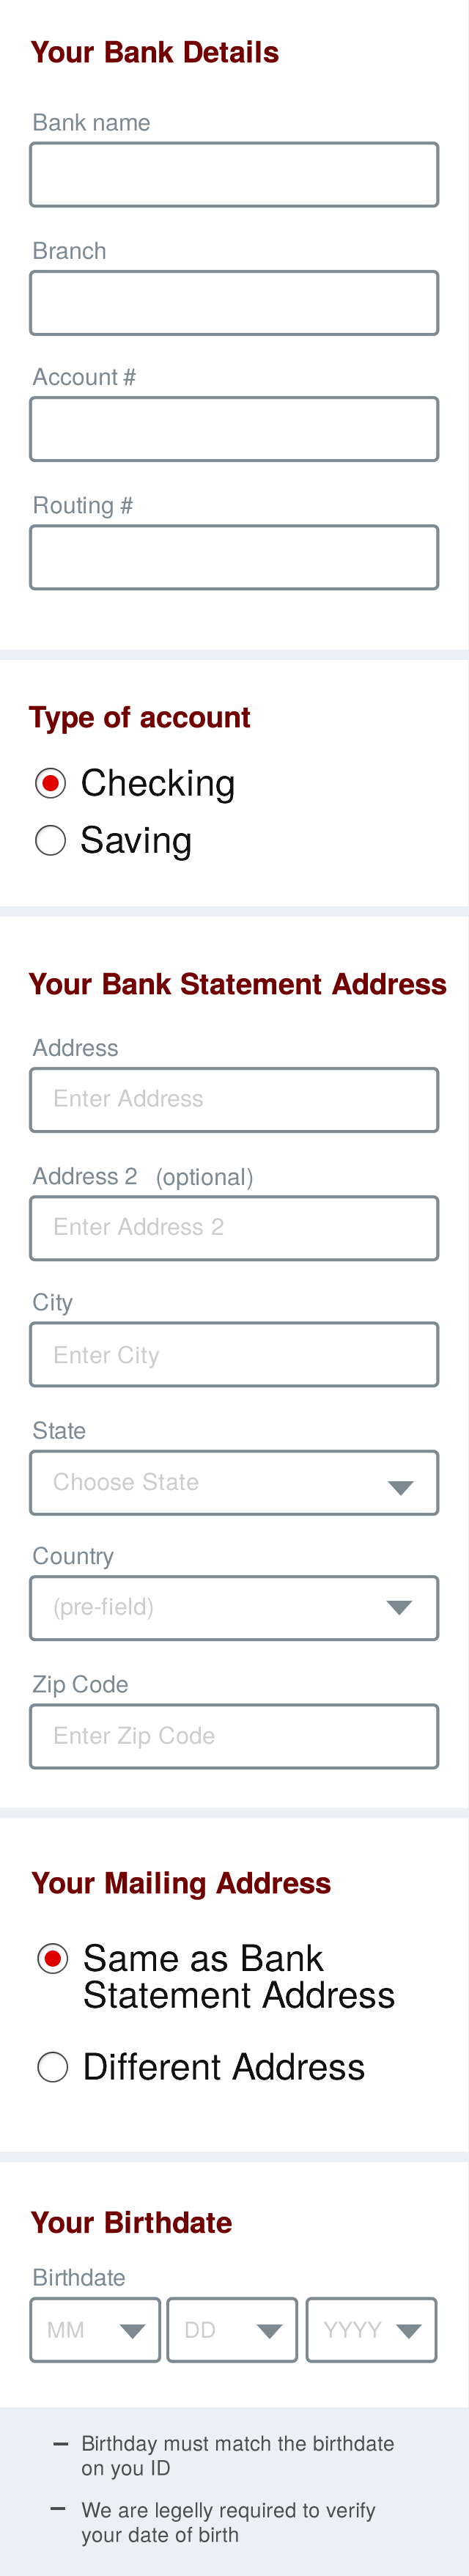 Your Bank Details
Bank name
Branch
Account #
Routing #
Type of account
Checking
Saving
Your Bank Statement Address
Address
Enter Address
Address 2 (optional)
Enter Address 2
City
Enter City
State
Choose State
Country
(pre-field)
Zip Code
Enter Zip Code
Your Mailing Address
Same as Bank
Statement Address
Different Address
Your Birthdate
Birthdate
MM DD YYYY
– Birthday must match the birthdate
on you ID
– We are legelly required to verify
your date of birth